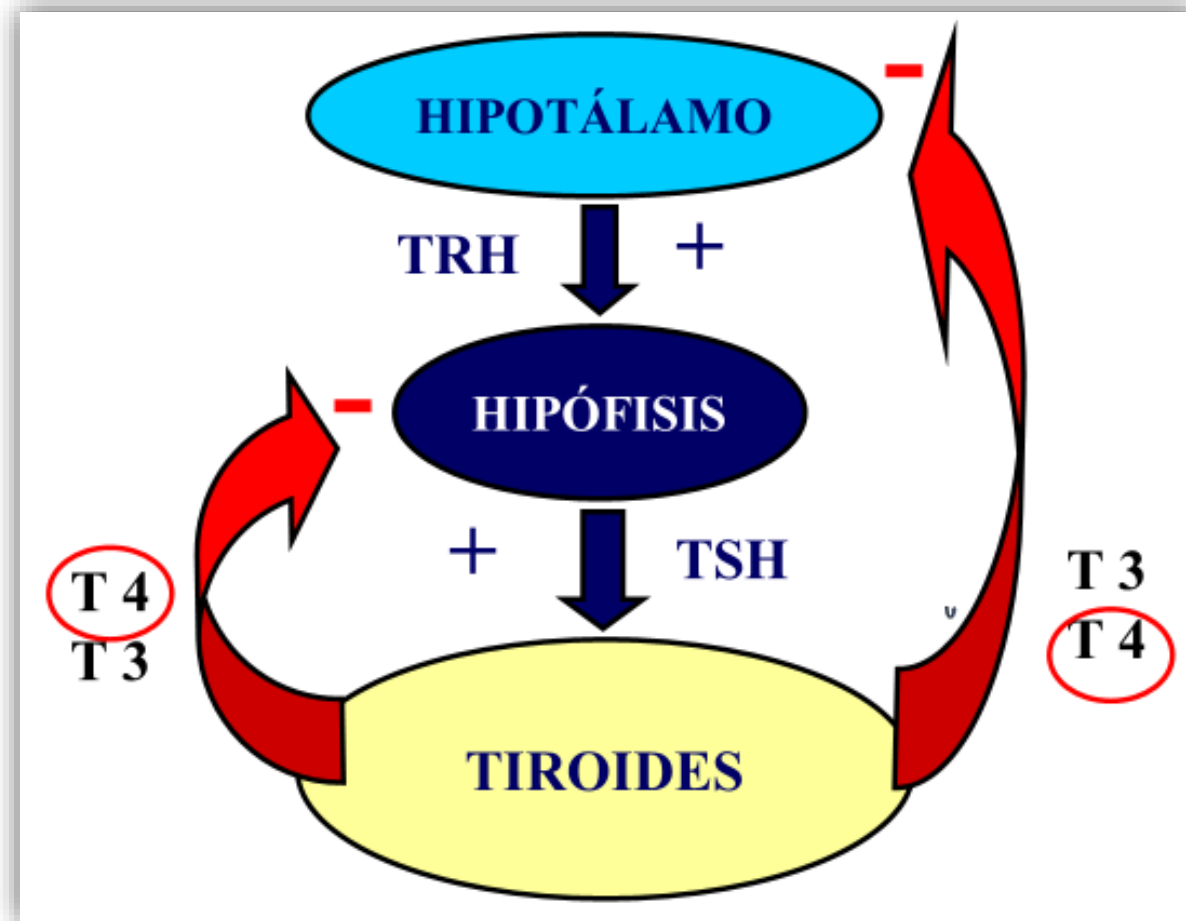 HIPOTÁLAMO
-
TRH +
HIPÓFISIS
-
+ TSH
T 4
T 3
T 3
T 4
TIROIDES